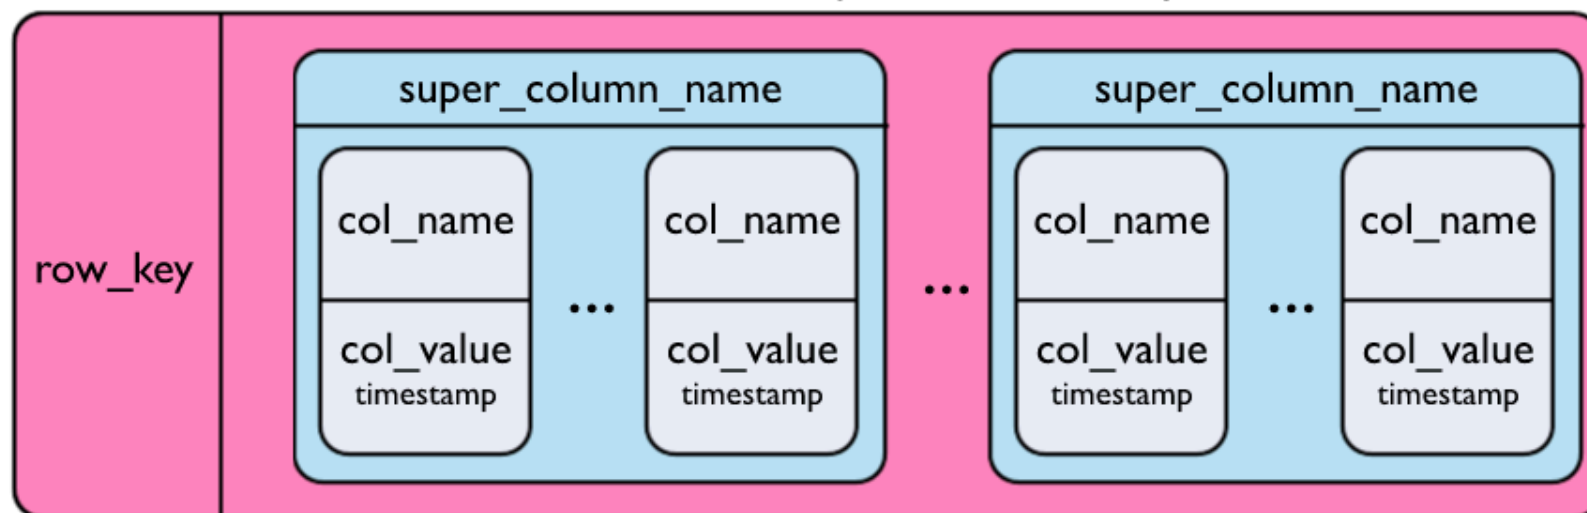 super_column_name
super_column_name
row_key
col_name
...
col_name
...
col_name
...
col_name
col_value
timestamp
col_value
timestamp
col_value
timestamp
col_value
timestamp